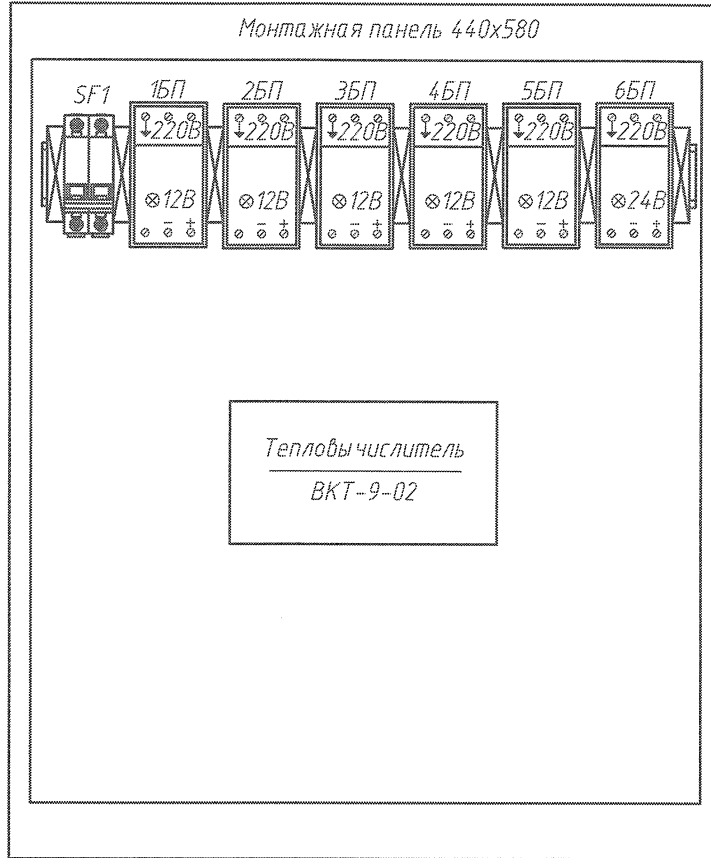 Монтажная панель 440х580
SF1 1БП 2БП 3БП 4БП 5БП 6БП
220В 220В 220В 220В 220В 220В
12В 12В 12В 12В 12В 24В
− + − + − + − + − + − +
Тепловычислитель
ВКТ-9-02